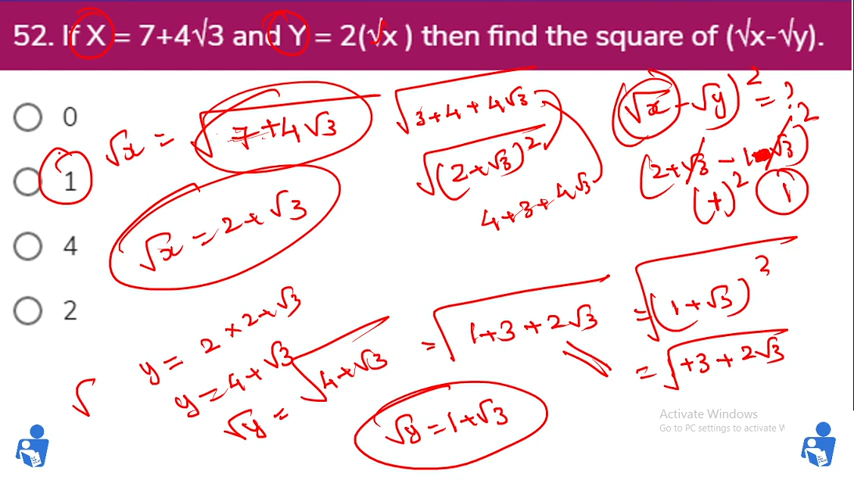 52. If X = 7+4√3 and Y = 2(√x ) then find the square of (√x-√y).
0
1
4
2
√x = √7+4√3
√3+4+4√3
(√x - √y)² = ?
√(2+√3)²
(2+√3 - 1-√3)²
4+3+4√3
(1)² 1
√x = 2+√3
y = 2×2+√3
y = 4+√3
√y = √4+√3
= √1+3+2√3
= √(1+√3)²
= √+3+2√3
√y = 1+√3
√
Activate Windows
Go to PC settings to activate